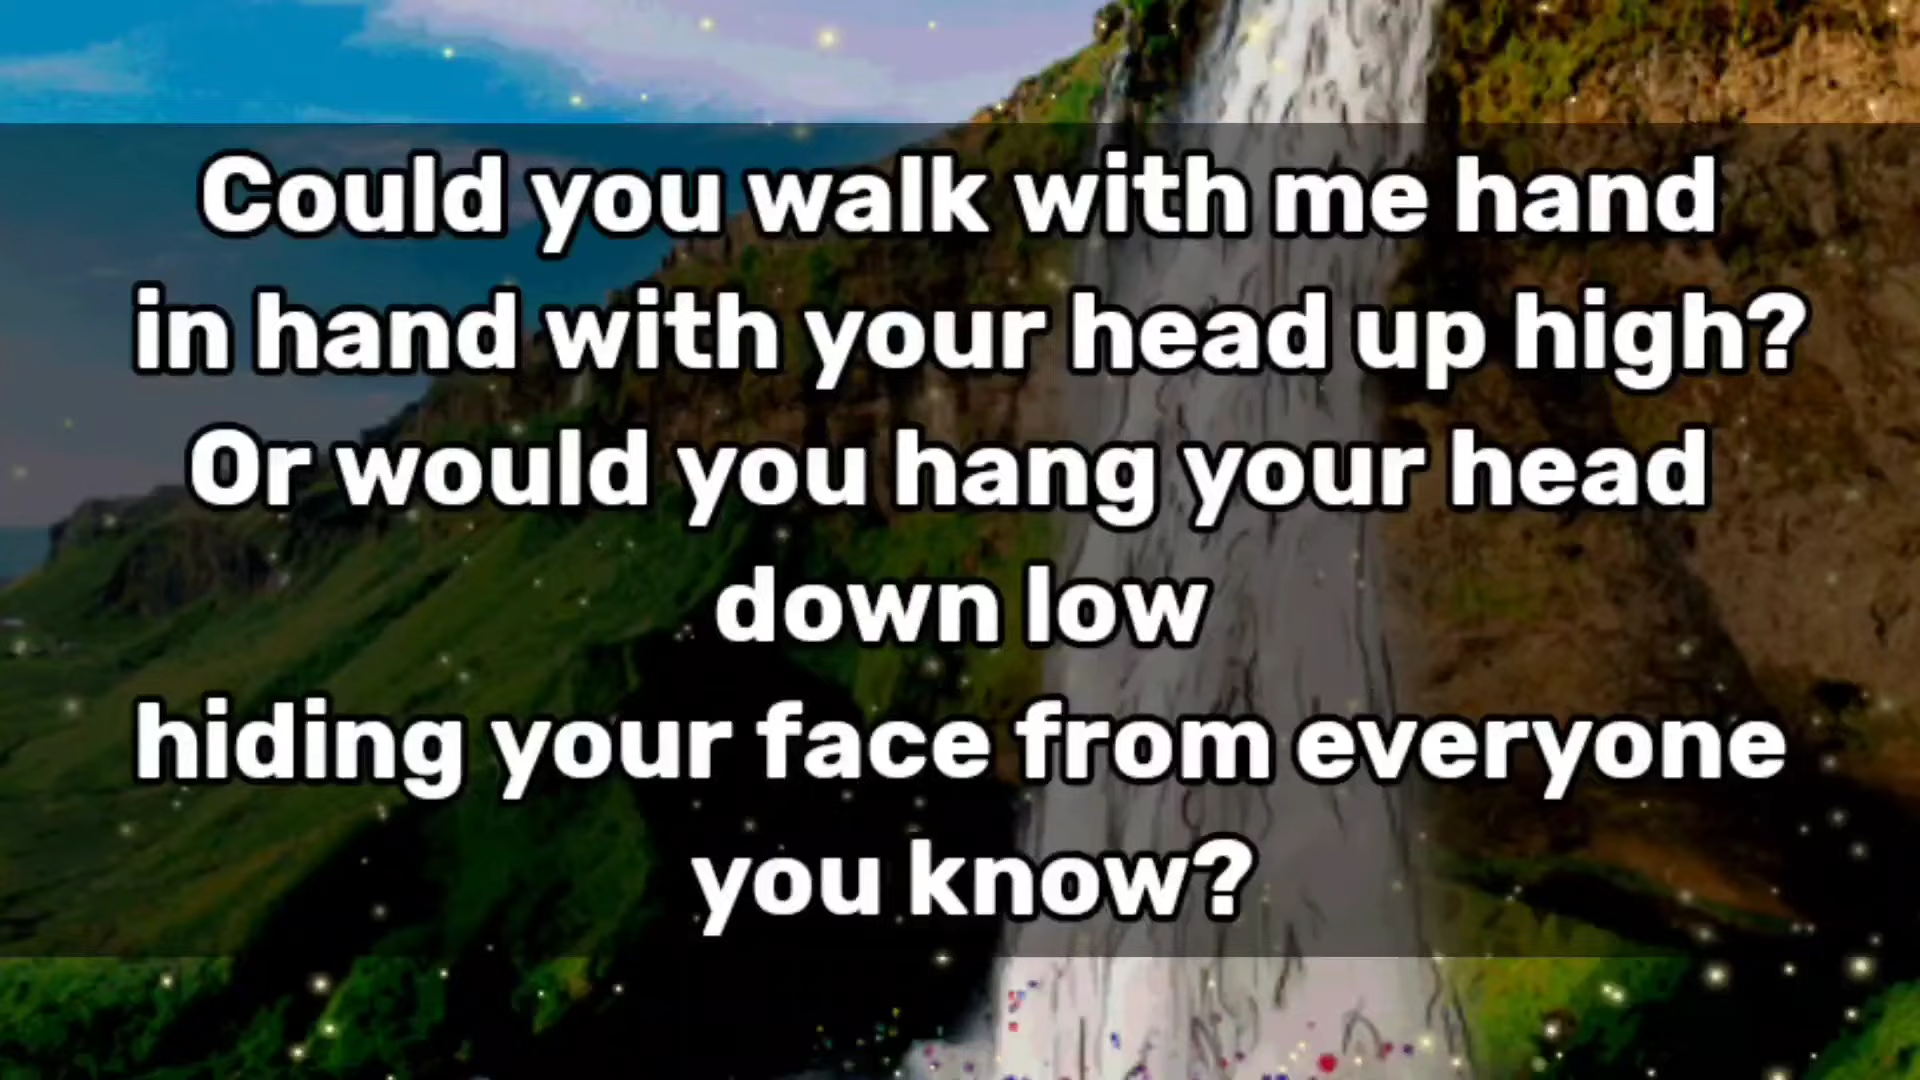 Could you walk with me hand
in hand with your head up high?
Or would you hang your head
down low
hiding your face from everyone
you know?